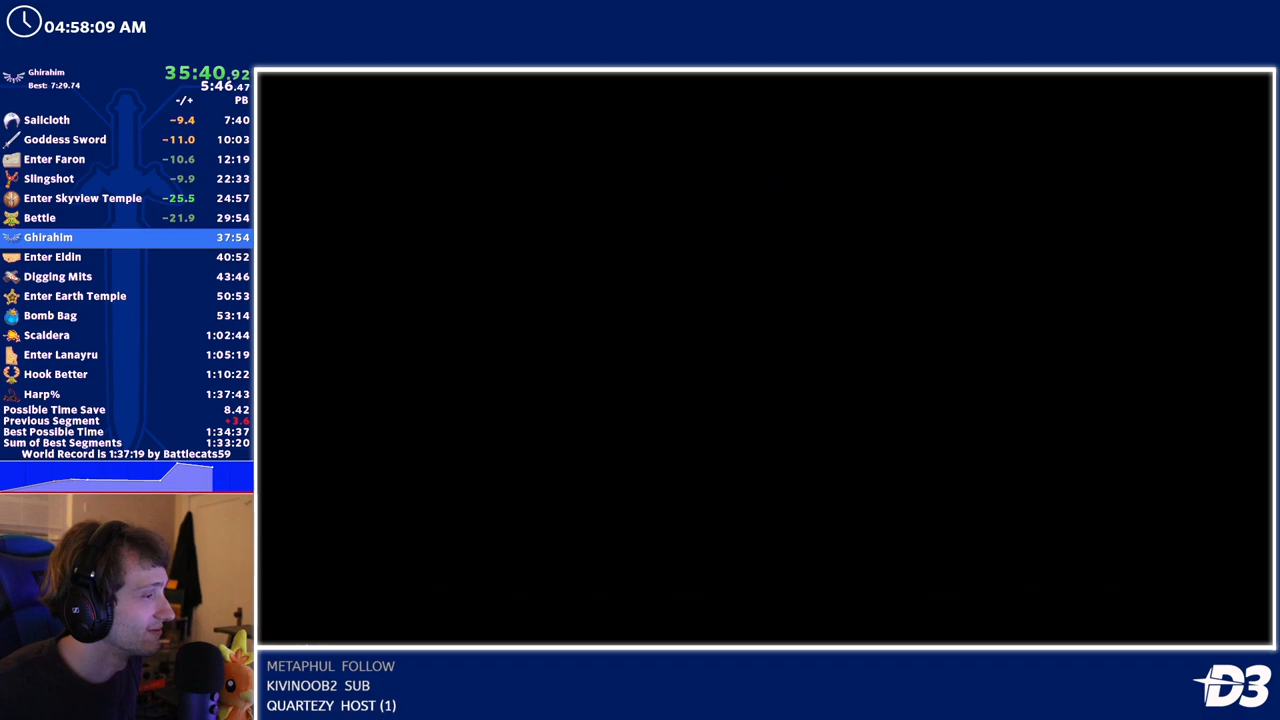 04:58:09 AM
Ghirahim
35:40.92
Best: 7:29.74
5:46.47
-/+ PB
Sailcloth -9.4 7:40
Goddess Sword -11.0 10:03
Enter Faron -10.6 12:19
Slingshot -9.9 22:33
Enter Skyview Temple -25.5 24:57
Bettle -21.9 29:54
Ghirahim 37:54
Enter Eldin 40:52
Digging Mits 43:46
Enter Earth Temple 50:53
Bomb Bag 53:14
Scaldera 1:02:44
Enter Lanayru 1:05:19
Hook Better 1:10:22
Harp% 1:37:43
Possible Time Save 8.42
Previous Segment +3.6
Best Possible Time 1:34:37
Sum of Best Segments 1:33:20
World Record is 1:37:19 by Battlecats59
METAPHUL FOLLOW
KIVINOOB2 SUB
QUARTEZY HOST (1)
D3